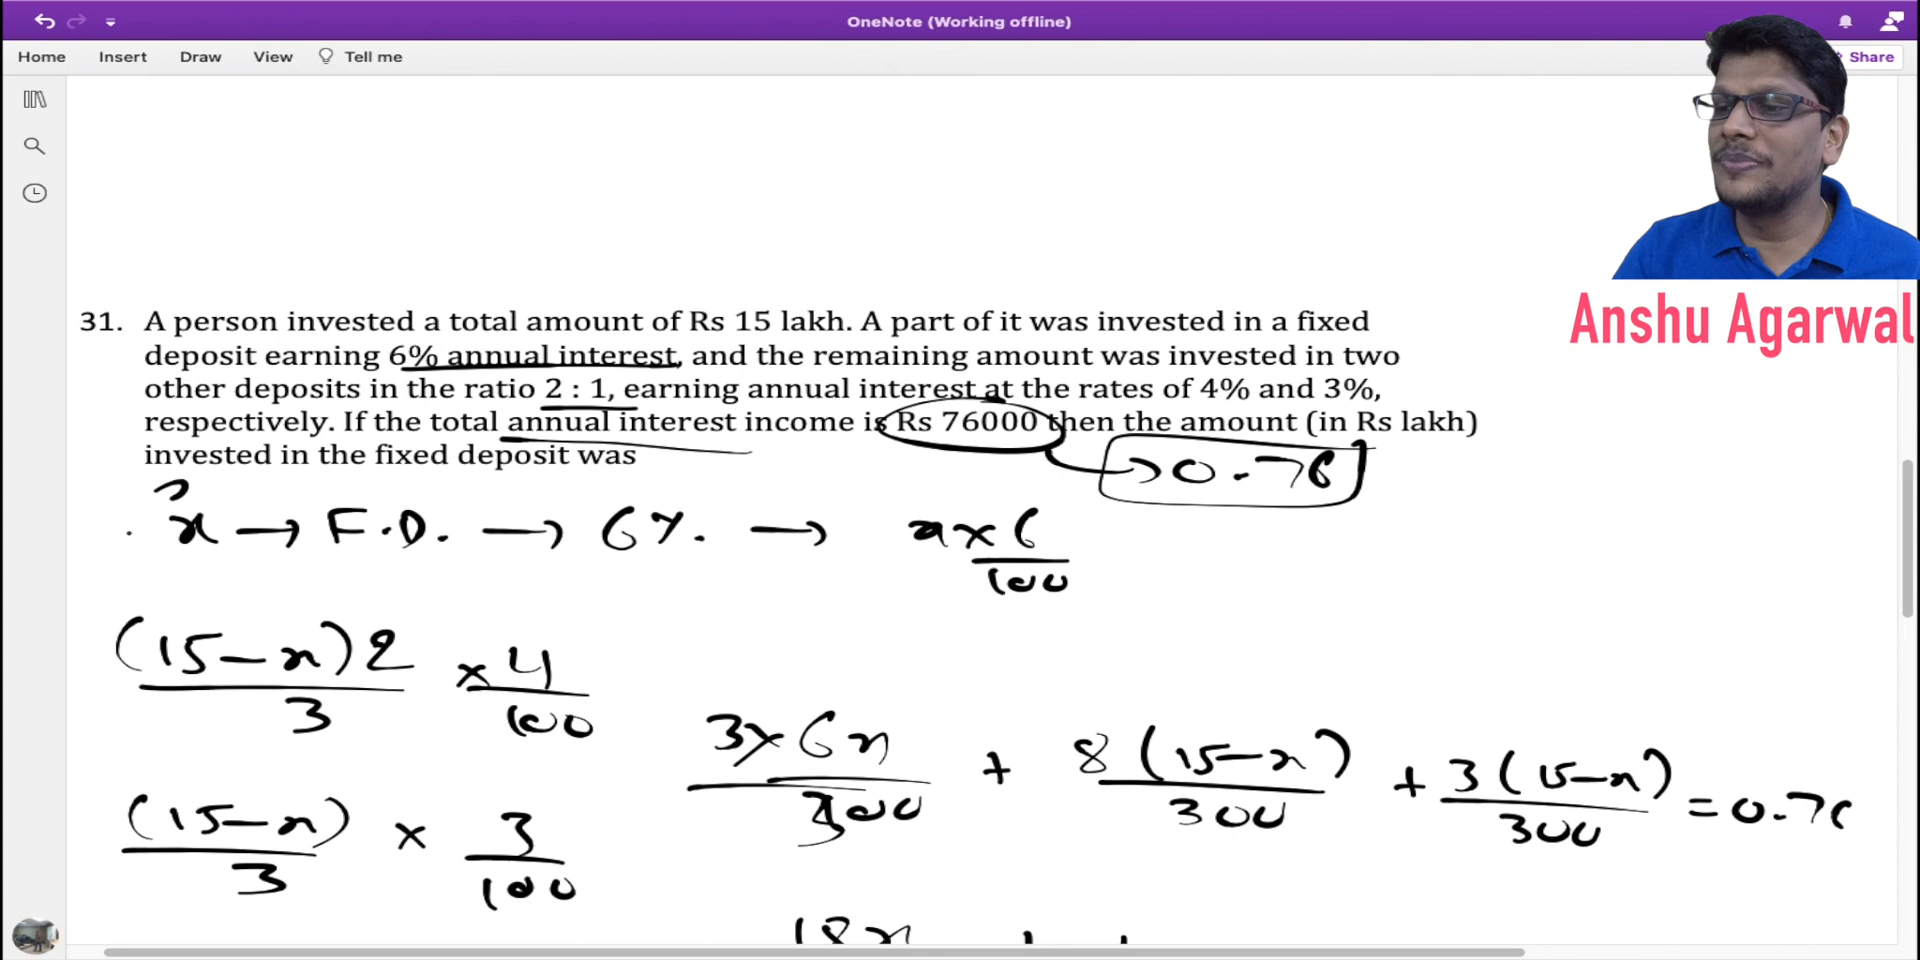 OneNote (Working offline)
Home Insert Draw View Tell me Share
Anshu Agarwal
31. A person invested a total amount of Rs 15 lakh. A part of it was invested in a fixed
deposit earning 6% annual interest, and the remaining amount was invested in two
other deposits in the ratio 2 : 1, earning annual interest at the rates of 4% and 3%,
respectively. If the total annual interest income is Rs 76000 then the amount (in Rs lakh)
invested in the fixed deposit was
→ 0.76
x → F.D. → 6%. → x × 6/100
(15-x)2/3 × 4/100
3×6x/300 + 8(15-x)/300 + 3(15-x)/300 = 0.76
(15-x)/3 × 3/100
18x